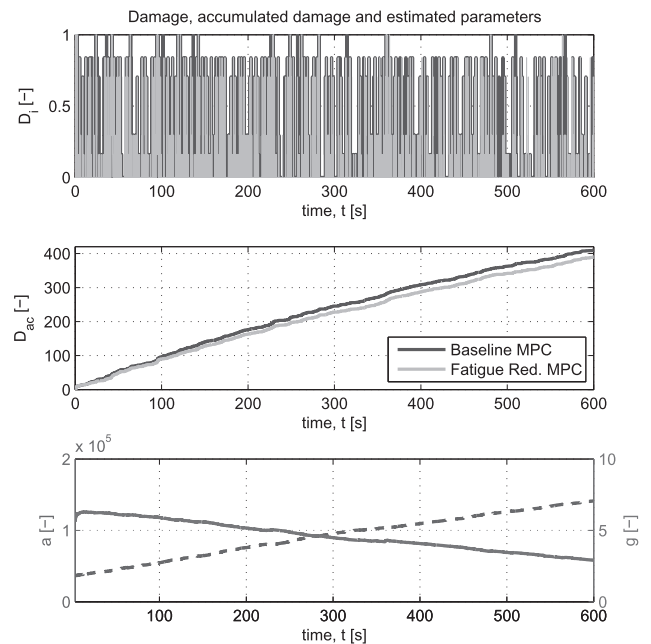 Damage, accumulated damage and estimated parameters
1
0.5
0
D_i [−]
0 100 200 300 400 500 600
time, t [s]
400
300
200
100
0
D_ac [−]
Baseline MPC
Fatigue Red. MPC
0 100 200 300 400 500 600
time, t [s]
x 10^5
2
1
0
a [−]
10
5
0
g [−]
100 200 300 400 500 600
time, t [s]